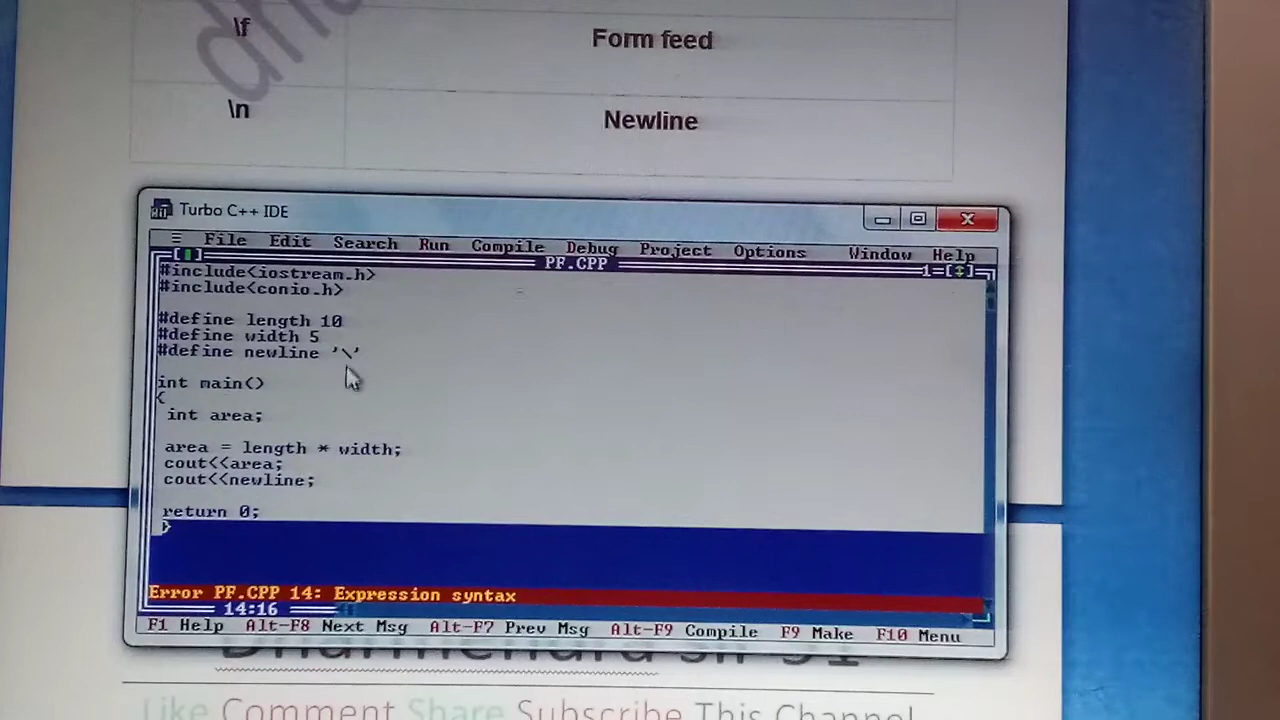 \f
Form feed
\n
Newline
Turbo C++ IDE
File Edit Search Run Compile Debug Project Options Window Help
PF.CPP
1=[↕]
#include<iostream.h>
#include<conio.h>
#define length 10
#define width 5
#define newline '\'
int main()
{
int area;
area = length * width;
cout<<area;
cout<<newline;
return 0;
}
Error PF.CPP 14: Expression syntax
14:16
F1 Help Alt-F8 Next Msg Alt-F7 Prev Msg Alt-F9 Compile F9 Make F10 Menu
Like Comment Share Subscribe This Channel